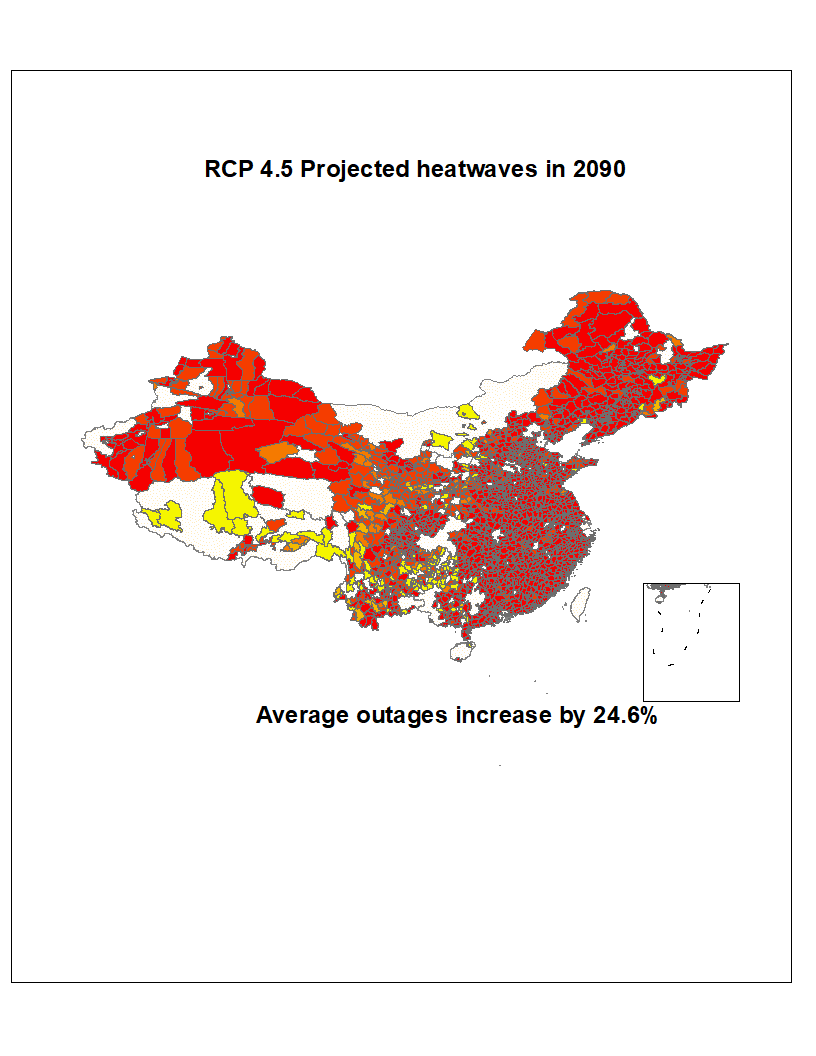 RCP 4.5 Projected heatwaves in 2090
Average outages increase by 24.6%